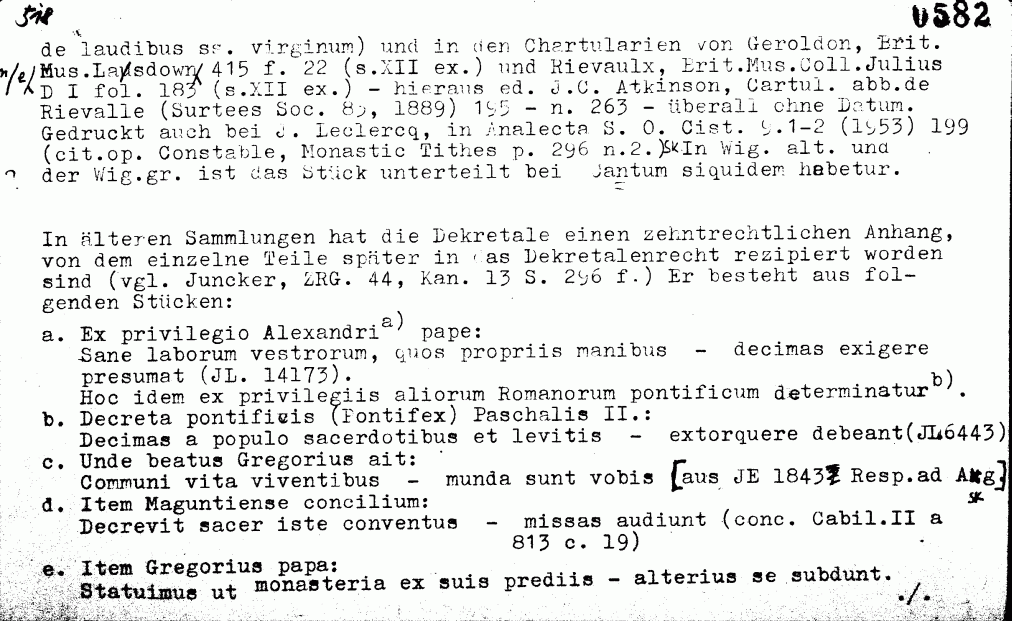 518
0582
de laudibus ss. virginum) und in den Chartularien von Geroldon, Brit.
n/e/ Mus.Laysdown 415 f. 22 (s.XII ex.) und Rievaulx, Brit.Mus.Coll.Julius
D I fol. 183 (s.XII ex.) - hieraus ed. J.C. Atkinson, Cartul. abb.de
Rievalle (Surtees Soc. 83, 1889) 195 - n. 263 - überall ohne Datum.
Gedruckt auch bei J. Leclercq, in Analecta S. O. Cist. 9.1-2 (1953) 199
(cit.op. Constable, Monastic Tithes p. 296 n.2.) SK In Wig. alt. und
der Wig.gr. ist das Stück unterteilt bei Tantum siquidem habetur.
In älteren Sammlungen hat die Dekretale einen zehntrechtlichen Anhang,
von dem einzelne Teile später in das Dekretalenrecht rezipiert worden
sind (vgl. Juncker, ZRG. 44, Kan. 13 S. 296 f.) Er besteht aus fol-
genden Stücken:
a. Ex privilegio Alexandri a) pape:
Sane laborum vestrorum, quos propriis manibus - decimas exigere
presumat (JL. 14173).
Hoc idem ex privilegiis aliorum Romanorum pontificum determinatur b).
b. Decreta pontificis (Pontifex) Paschalis II.:
Decimas a populo sacerdotibus et levitis - extorquere debeant(JL6443)
c. Unde beatus Gregorius ait:
Communi vita viventibus - munda sunt vobis [aus JE 1843 Resp.ad Aug]
SK
d. Item Maguntiense concilium:
Decrevit sacer iste conventus - missas audiunt (conc. Cabil.II a
813 c. 19)
e. Item Gregorius papa:
Statuimus ut monasteria ex suis prediis - alterius se subdunt.
./.